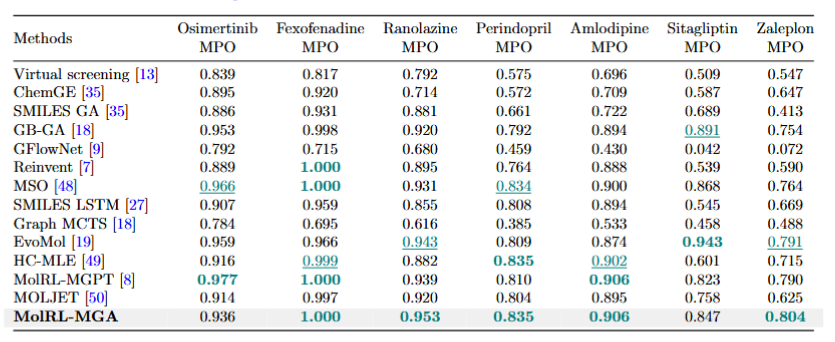 Methods Osimertinib MPO Fexofenadine MPO Ranolazine MPO Perindopril MPO Amlodipine MPO Sitagliptin MPO Zaleplon MPO
Virtual screening [13] 0.839 0.817 0.792 0.575 0.696 0.509 0.547
ChemGE [35] 0.895 0.920 0.714 0.572 0.709 0.587 0.647
SMILES GA [35] 0.886 0.931 0.881 0.661 0.722 0.689 0.413
GB-GA [18] 0.953 0.998 0.920 0.792 0.894 0.891 0.754
GFlowNet [9] 0.792 0.715 0.680 0.459 0.430 0.042 0.072
Reinvent [7] 0.889 1.000 0.895 0.764 0.888 0.539 0.590
MSO [48] 0.966 1.000 0.931 0.834 0.900 0.868 0.764
SMILES LSTM [27] 0.907 0.959 0.855 0.808 0.894 0.545 0.669
Graph MCTS [18] 0.784 0.695 0.616 0.385 0.533 0.458 0.488
EvoMol [19] 0.959 0.966 0.943 0.809 0.874 0.943 0.791
HC-MLE [49] 0.916 0.999 0.882 0.835 0.902 0.601 0.715
MolRL-MGPT [8] 0.977 1.000 0.939 0.810 0.906 0.823 0.790
MOLJET [50] 0.914 0.997 0.920 0.804 0.895 0.758 0.625
MolRL-MGA 0.936 1.000 0.953 0.835 0.906 0.847 0.804